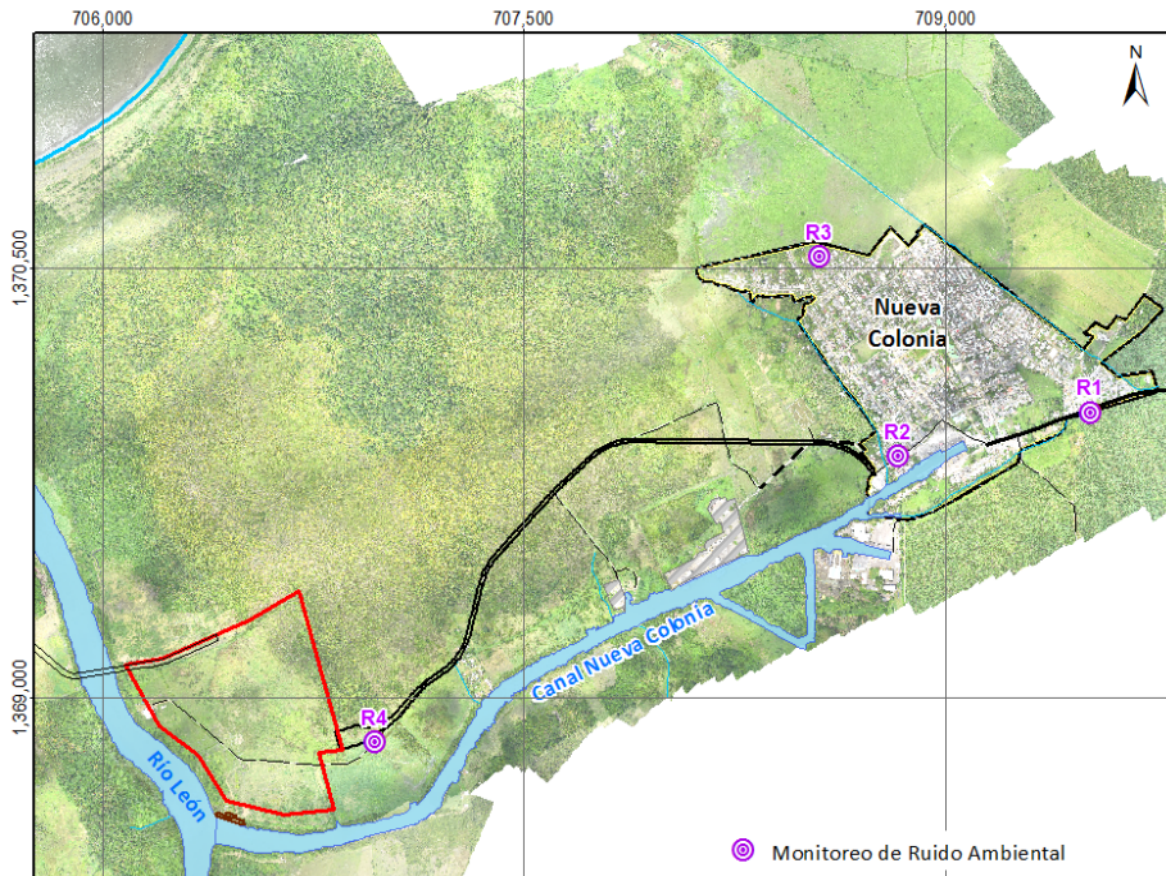 706,000
707,500
709,000
N
R3
1,370,500
Nueva
Colonia
R1
R2
Canal Nueva Colonia
1,369,000
R4
Río León
Monitoreo de Ruido Ambiental